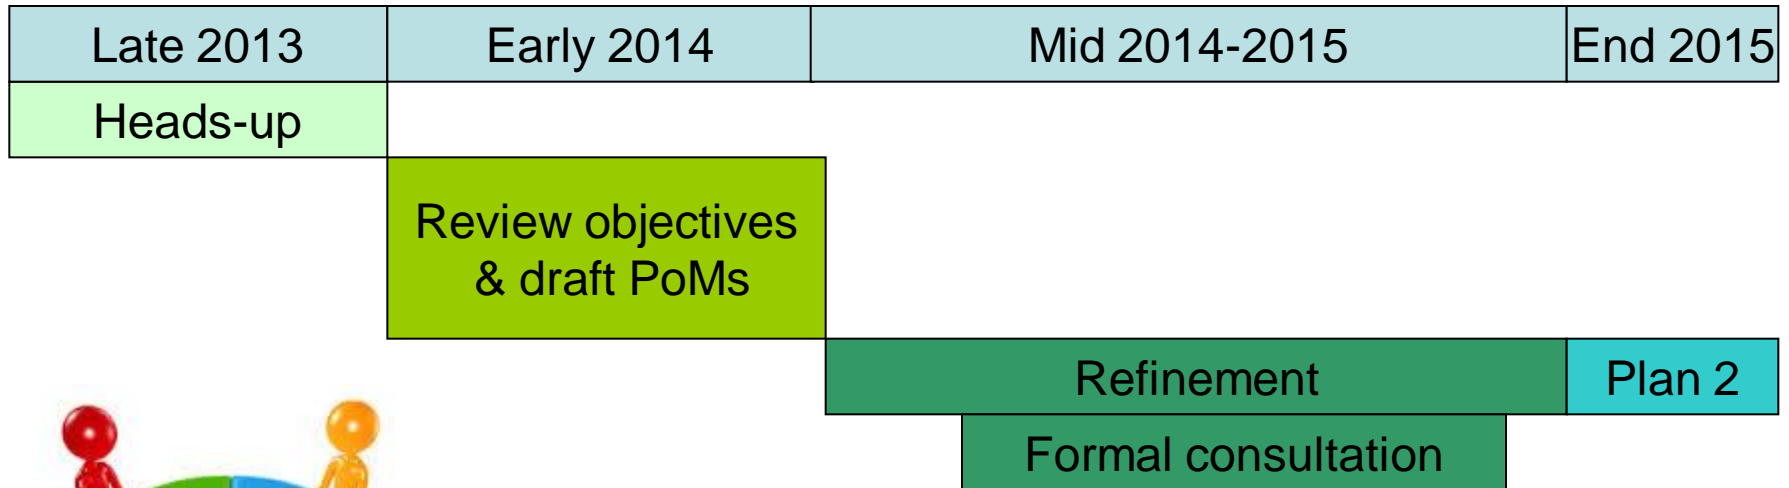 Late 2013
Early 2014
Mid 2014-2015
End 2015
Heads-up
Review objectives
& draft PoMs
Refinement
Plan 2
Formal consultation